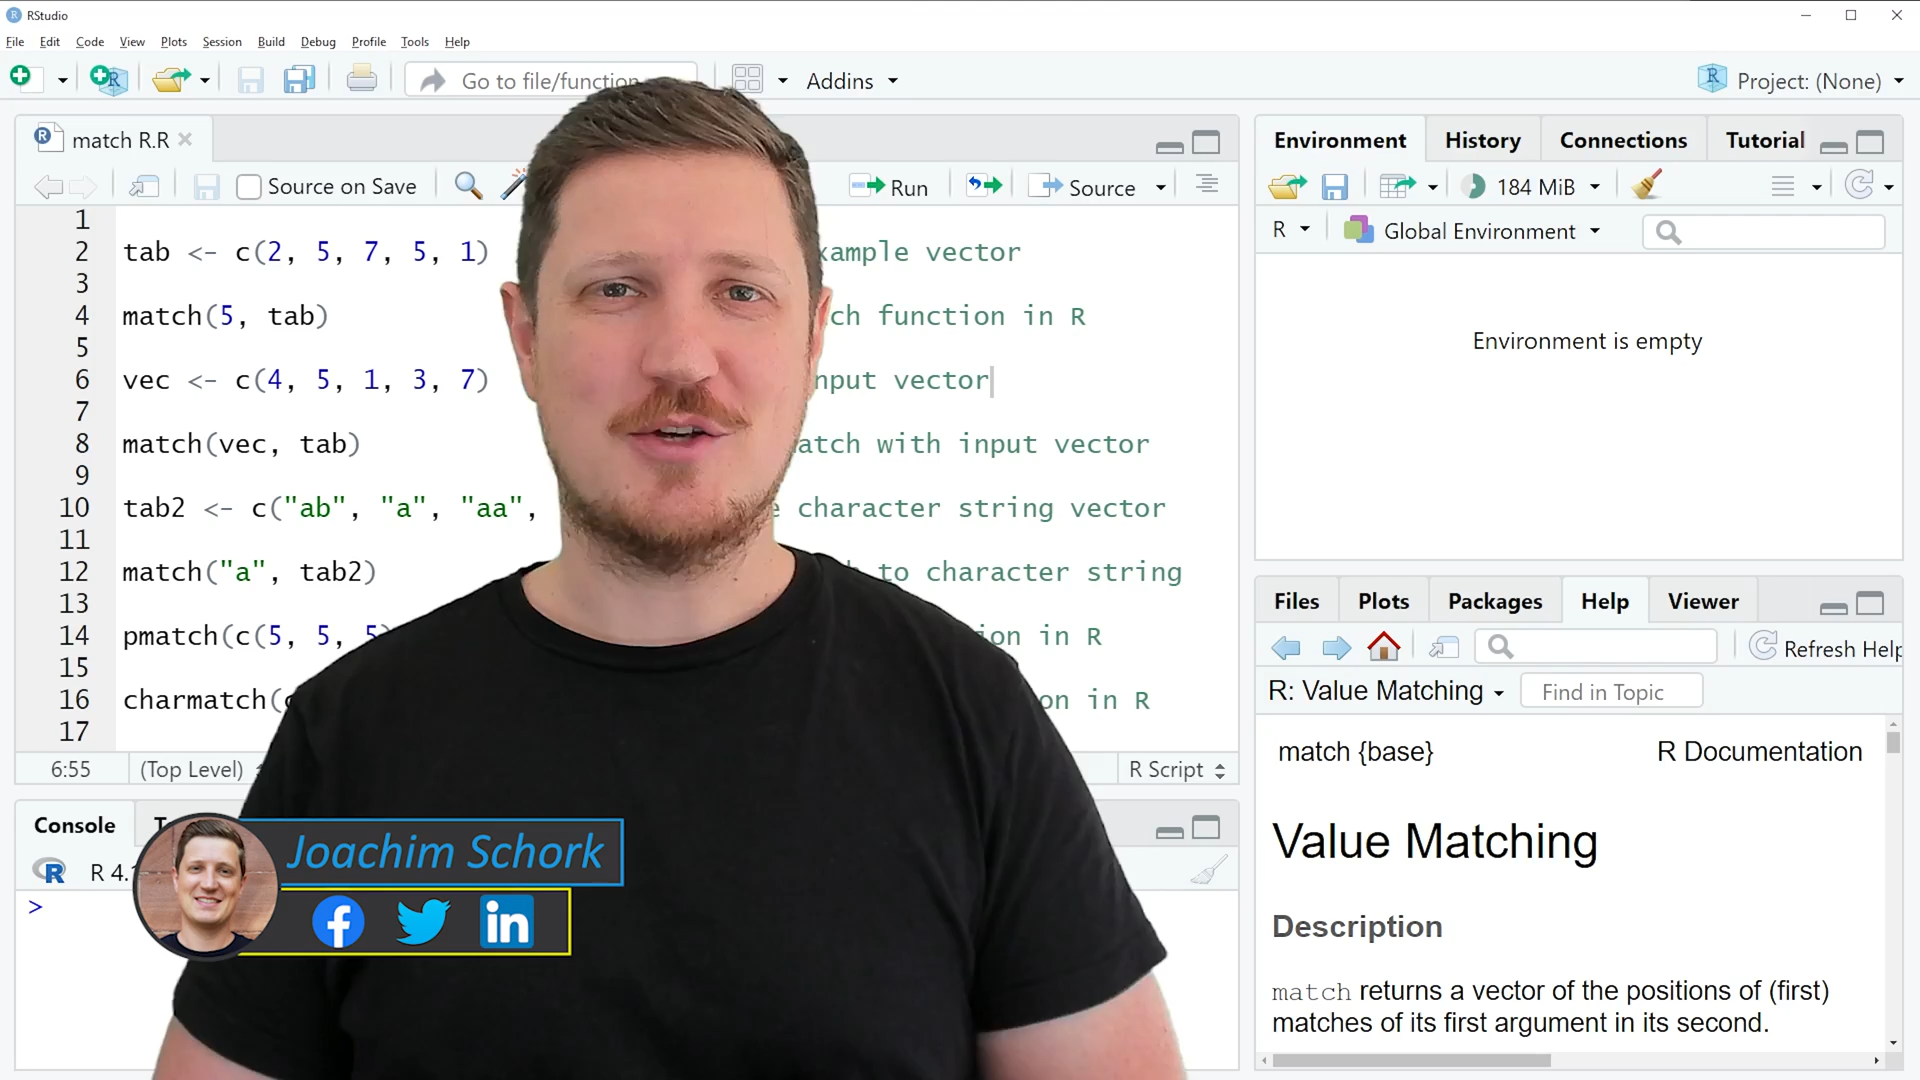 RStudio
File Edit Code View Plots Session Build Debug Profile Tools Help
Go to file/function Addins Project: (None)
match R.R
Source on Save Run Source
1
2 tab <- c(2, 5, 7, 5, 1) xample vector
3
4 match(5, tab) ch function in R
5
6 vec <- c(4, 5, 1, 3, 7) nput vector
7
8 match(vec, tab) atch with input vector
9
10 tab2 <- c("ab", "a", "aa", character string vector
11
12 match("a", tab2) to character string
13
14 pmatch(c(5, 5, 5 ion in R
15
16 charmatch( on in R
17
6:55 (Top Level) R Script
Console
R 4.
>
Joachim Schork
in
Environment History Connections Tutorial
184 MiB
R Global Environment
Environment is empty
Files Plots Packages Help Viewer
Refresh Help
R: Value Matching Find in Topic
match {base} R Documentation
Value Matching
Description
match returns a vector of the positions of (first)
matches of its first argument in its second.